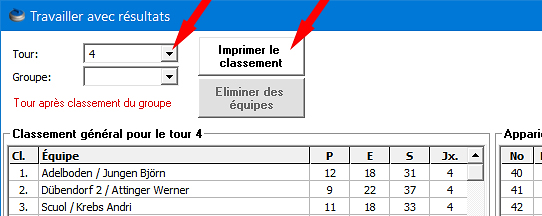 Travailler avec résultats
Tour: 4
Imprimer le
classement
Groupe:
Eliminer des
équipes
Tour après classement du groupe
Classement général pour le tour 4
Appari
Cl. Équipe P E S Jx. No
1. Adelboden / Jungen Björn 12 18 31 4 40
2. Dübendorf 2 / Attinger Werner 9 22 37 4 41
3. Scuol / Krebs Andri 11 18 33 4 42